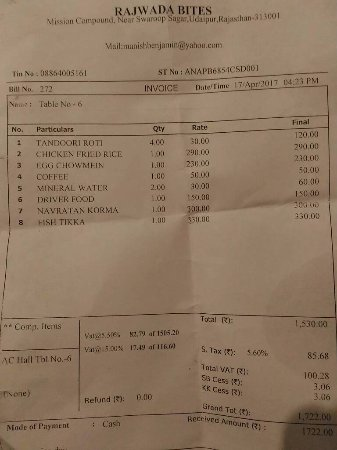 RAJWADA BITES
Mission Compound, Near Swaroop Sagar,Udaipur,Rajasthan-313001
Mail:manishbenjamin@yahoo.com
Tin No :08864005161 ST No : ANAPB6854CSD001
Bill No. 272 INVOICE Date/Time 17/Apr/2017 04:23 PM
Name : Table No - 6
No. Particulars Qty Rate Final
1 TANDOORI ROTI 4.00 30.00 120.00
2 CHICKEN FRIED RICE 1.00 290.00 290.00
3 EGG CHOWMEIN 1.00 230.00 230.00
4 COFFEE 1.00 50.00 50.00
5 MINERAL WATER 2.00 30.00 60.00
6 DRIVER FOOD 1.00 150.00 150.00
7 NAVRATAN KORMA 1.00 300.00 300.00
8 FISH TIKKA 1.00 330.00 330.00
Total (₹): 1,530.00
** Comp. Items Vat@5.50% 82.79 of 1505.20
Vat@15.00% 17.49 of 116.60
S. Tax (₹): 5.60% 85.68
AC Hall Tbl No.-6
Total VAT (₹): 100.28
SB Cess (₹): 3.06
KK Cess (₹): 3.06
(None) Refund (₹): 0.00
Grand Tot (₹): 1,722.00
Mode of Payment : Cash Received Amount (₹) : 1722.00